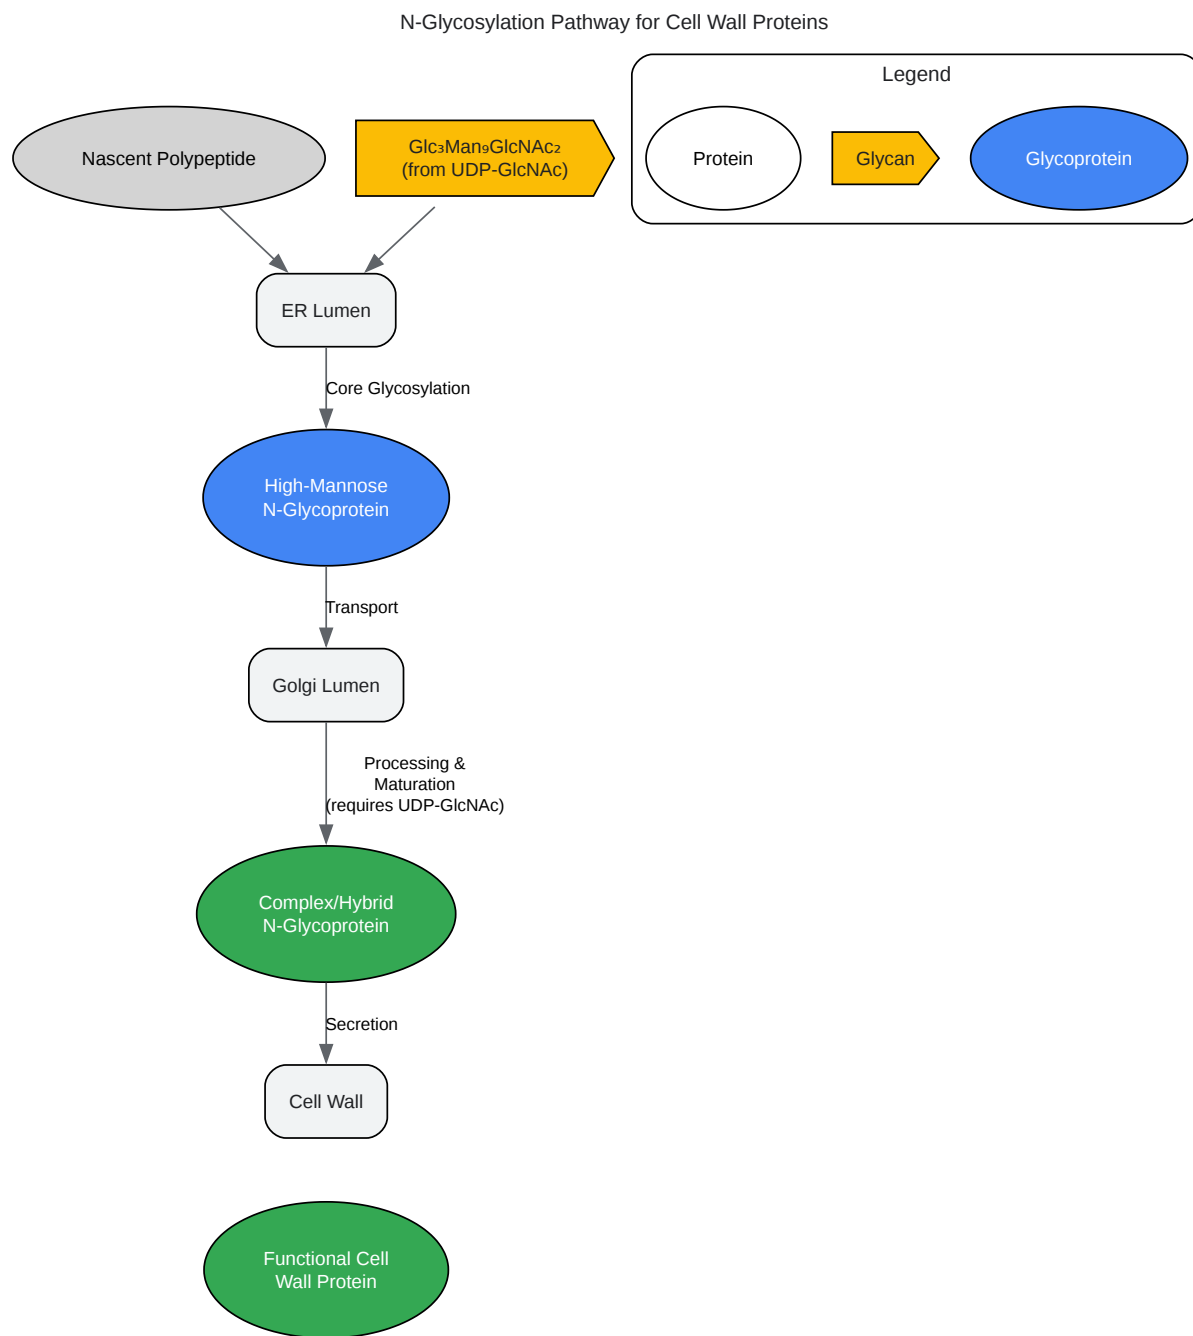 N-Glycosylation Pathway for Cell Wall Proteins
Legend
Nascent Polypeptide
Glc₃Man₉GlcNAc₂
(from UDP-GlcNAc)
Protein
Glycan
Glycoprotein
ER Lumen
Core Glycosylation
High-Mannose
N-Glycoprotein
Transport
Golgi Lumen
Processing &
Maturation
(requires UDP-GlcNAc)
Complex/Hybrid
N-Glycoprotein
Secretion
Cell Wall
Functional Cell
Wall Protein